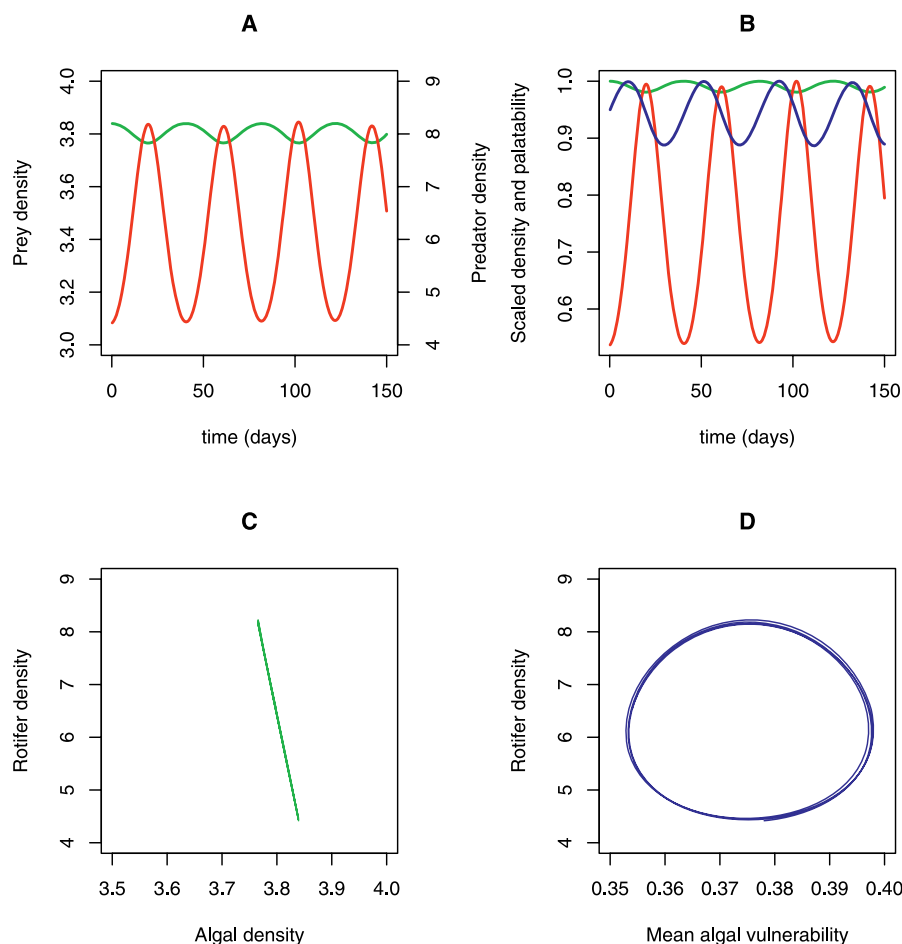 A
4.0
3.8
3.6
3.4
3.2
3.0
Prey density
9
8
7
6
5
4
Predator density
0 50 100 150
time (days)
B
1.0
0.9
0.8
0.7
0.6
Scaled density and palatability
0 50 100 150
time (days)
C
9
8
7
6
5
4
Rotifer density
3.5 3.6 3.7 3.8 3.9 4.0
Algal density
D
9
8
7
6
5
4
Rotifer density
0.35 0.36 0.37 0.38 0.39 0.40
Mean algal vulnerability